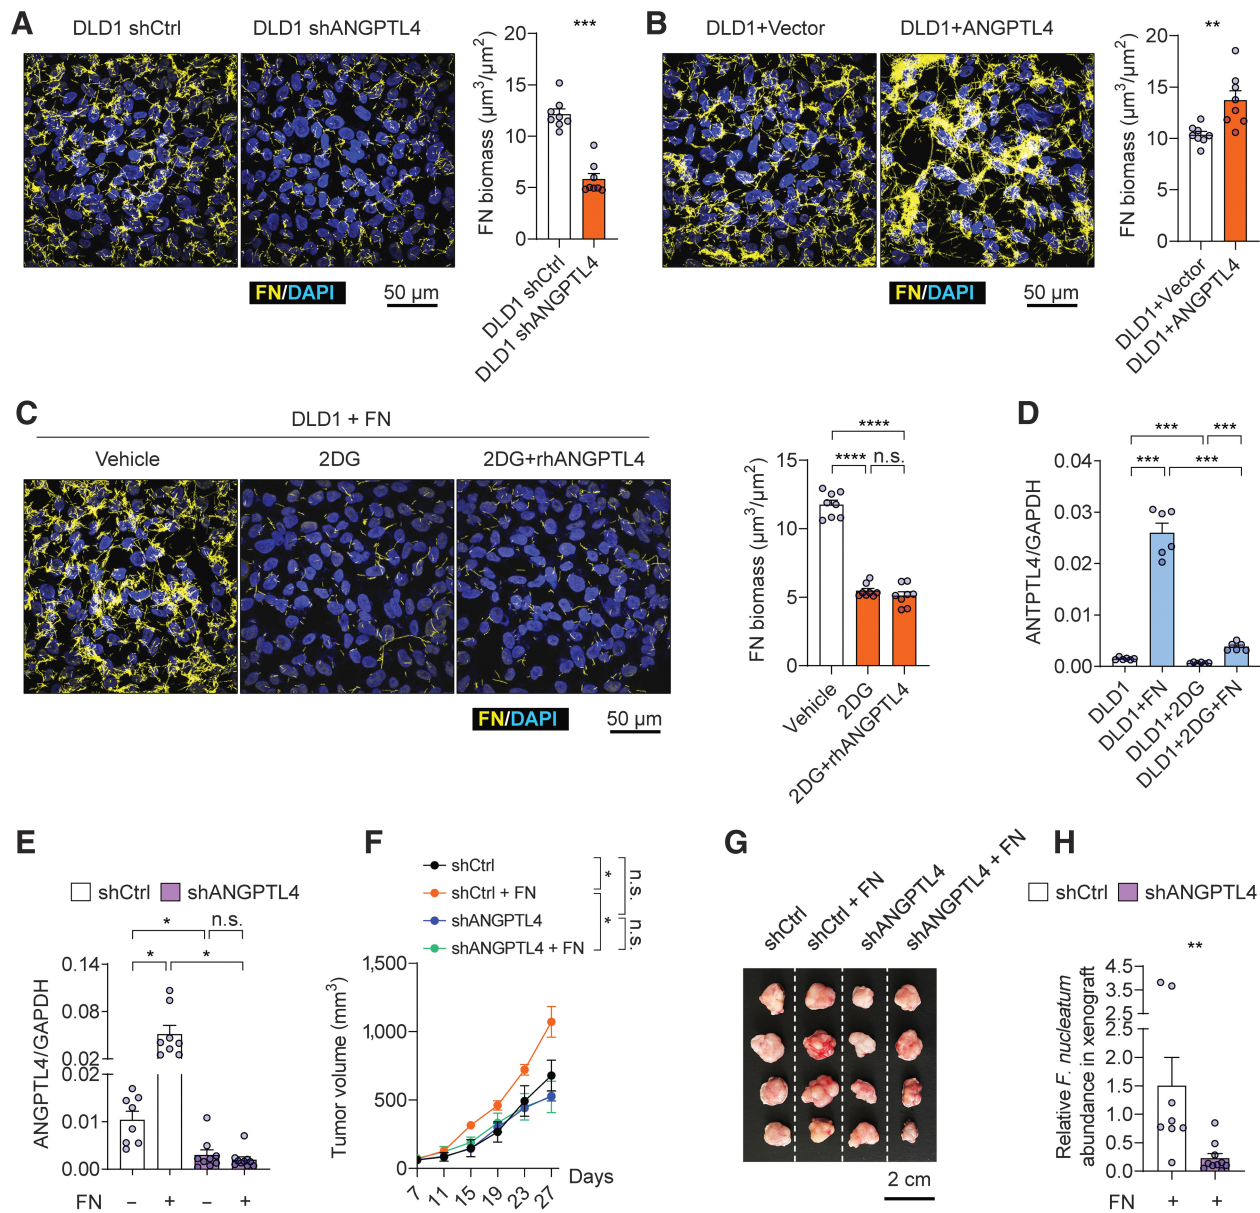 A
DLD1 shCtrl
DLD1 shANGPTL4
FN/DAPI
50 µm
FN biomass (µm³/µm²)
20
15
10
5
0
***
DLD1 shCtrl
DLD1 shANGPTL4
B
DLD1+Vector
DLD1+ANGPTL4
FN/DAPI
50 µm
FN biomass (µm³/µm²)
20
15
10
5
0
**
DLD1+Vector
DLD1+ANGPTL4
C
DLD1 + FN
Vehicle
2DG
2DG+rhANGPTL4
FN/DAPI
50 µm
FN biomass (µm³/µm²)
15
10
5
0
****
****
n.s.
Vehicle
2DG
2DG+rhANGPTL4
D
ANTPTL4/GAPDH
0.04
0.03
0.02
0.01
0.00
***
***
***
***
DLD1
DLD1+FN
DLD1+2DG
DLD1+2DG+FN
E
shCtrl
shANGPTL4
*
n.s.
*
*
ANGPTL4/GAPDH
0.14
0.08
0.02
0.02
0.01
0.00
FN
–
+
–
+
F
shCtrl
shCtrl + FN
shANGPTL4
shANGPTL4 + FN
*
*
n.s.
n.s.
Tumor volume (mm³)
1,500
1,000
500
0
7
11
15
19
23
27
Days
G
shCtrl
shCtrl + FN
shANGPTL4
shANGPTL4 + FN
2 cm
H
shCtrl
shANGPTL4
**
Relative F. nucleatum
abundance in xenograft
4.5
3.5
2.5
2.5
2.0
1.5
1.0
0.5
0.0
FN
+
+